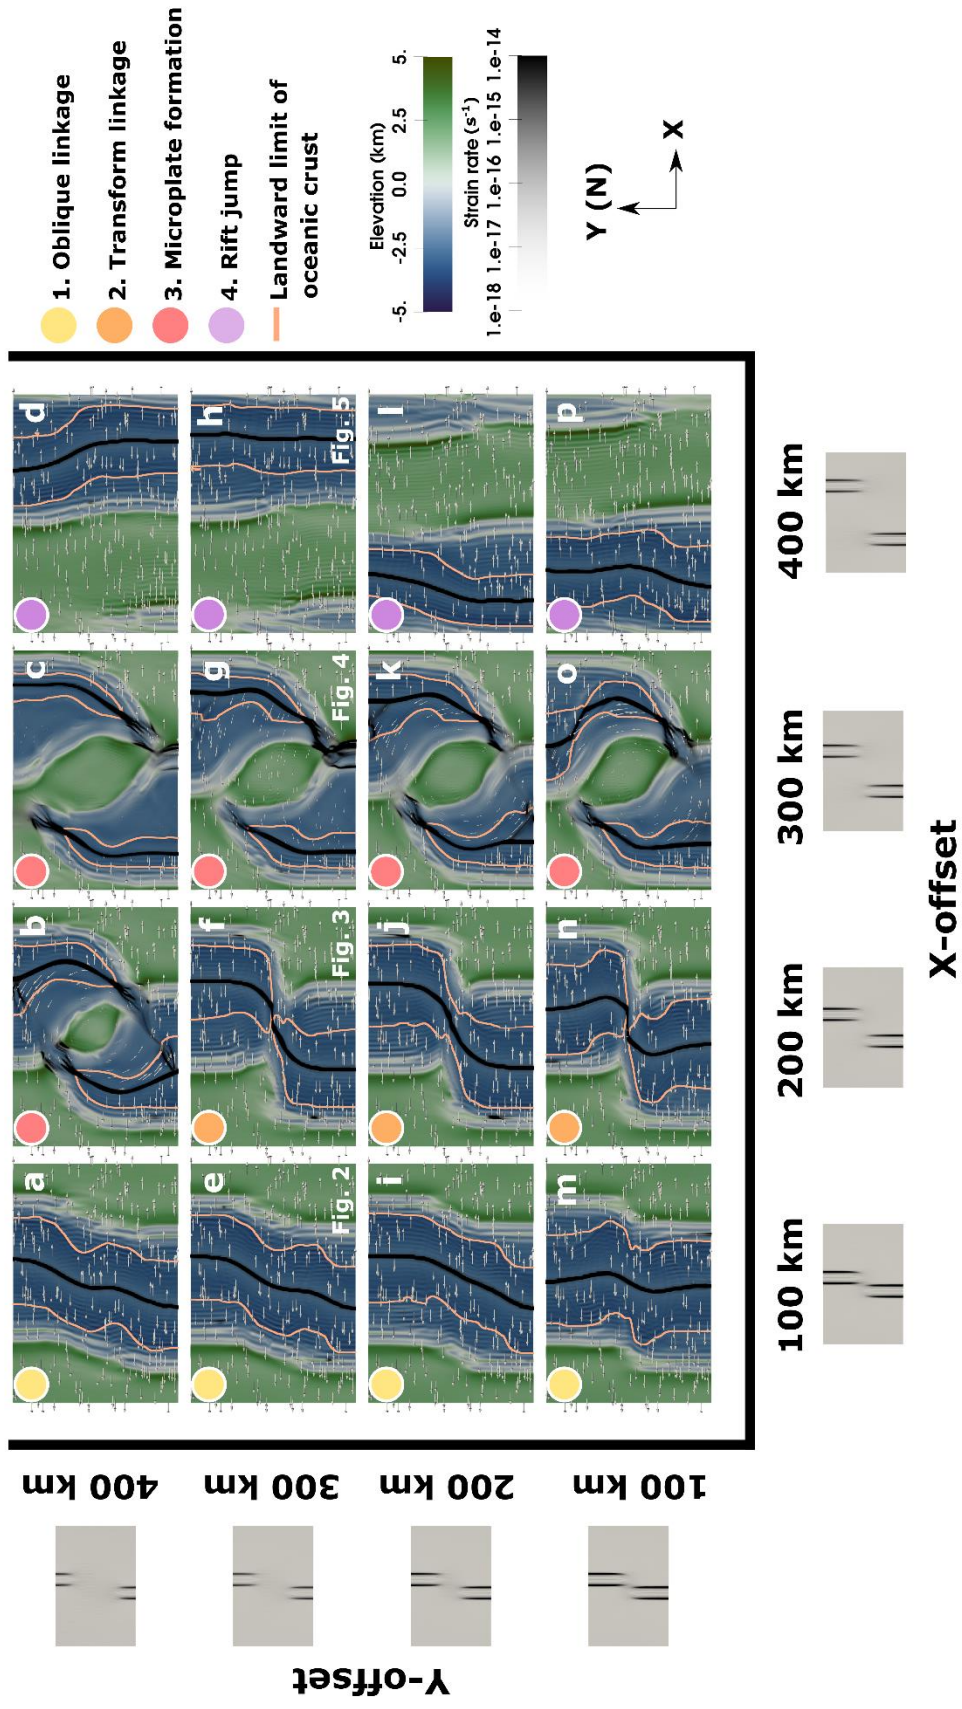 1. Oblique linkage
2. Transform linkage
3. Microplate formation
4. Rift jump
Landward limit of
oceanic crust
Elevation (km)
-5. -2.5 0.0 2.5 5.
Strain rate (s⁻¹)
1.e-18 1.e-17 1.e-16 1.e-15 1.e-14
Y (N)
X
a
b
c
d
e
Fig. 2
f
Fig. 3
g
Fig. 4
h
Fig. 5
i
j
k
l
m
n
o
p
400 km
300 km
200 km
100 km
Y-offset
100 km
200 km
300 km
400 km
X-offset